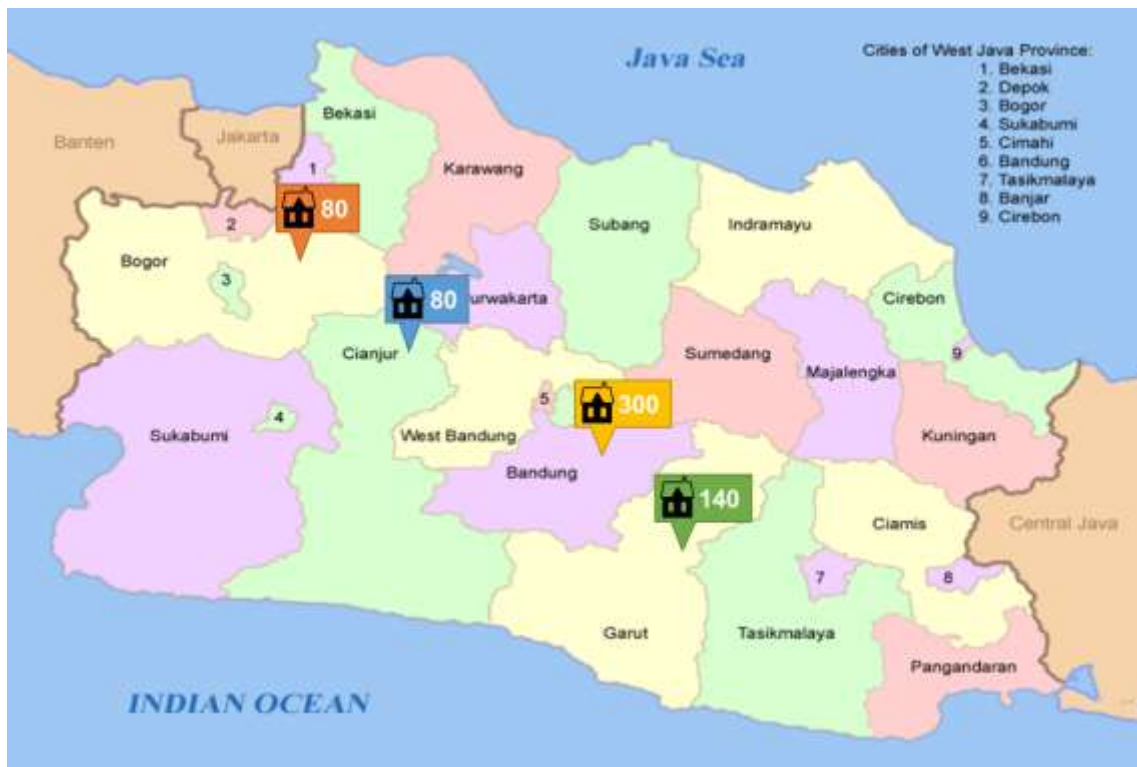 Java Sea
Cities of West Java Province:
1. Bekasi
2. Depok
3. Bogor
4. Sukabumi
5. Cimahi
6. Bandung
7. Tasikmalaya
8. Banjar
9. Cirebon
Banten
Jakarta
Bekasi
1
Karawang
80
2
Subang
Indramayu
Bogor
3
80
urwakarta
Cirebon
Cianjur
Sumedang
Majalengka
9
5
300
4
Sukabumi
West Bandung
Kuningan
Bandung
140
Ciamis
Central Java
7
8
Garut
Tasikmalaya
Pangandaran
INDIAN OCEAN